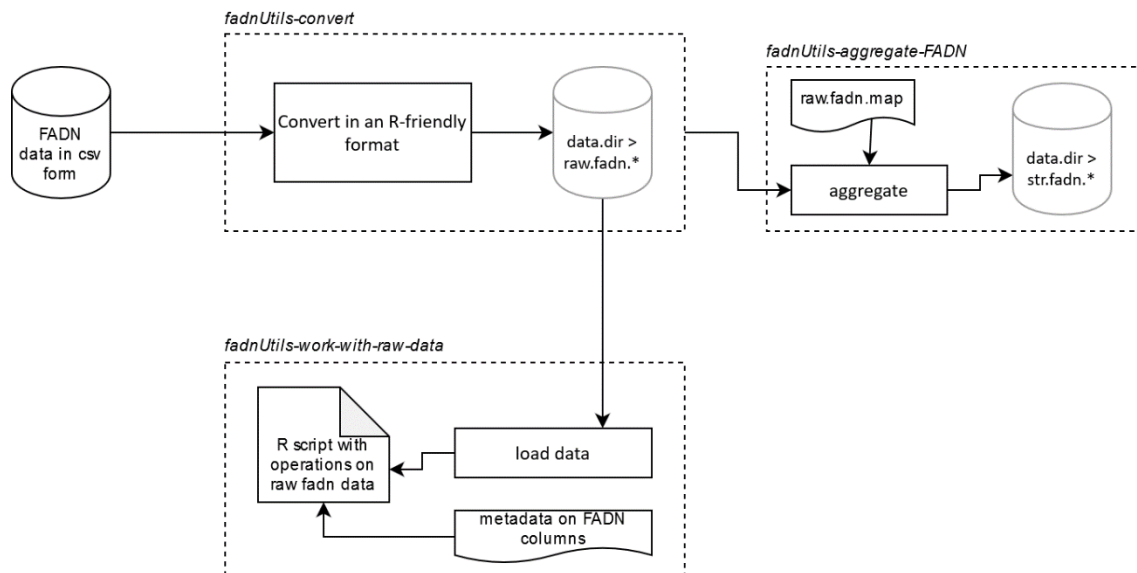 fadnUtils-convert
FADN
data in csv
form
Convert in an R-friendly
format
data.dir >
raw.fadn.*
fadnUtils-aggregate-FADN
raw.fadn.map
aggregate
data.dir >
str.fadn.*
fadnUtils-work-with-raw-data
R script with
operations on
raw fadn data
load data
metadata on FADN
columns